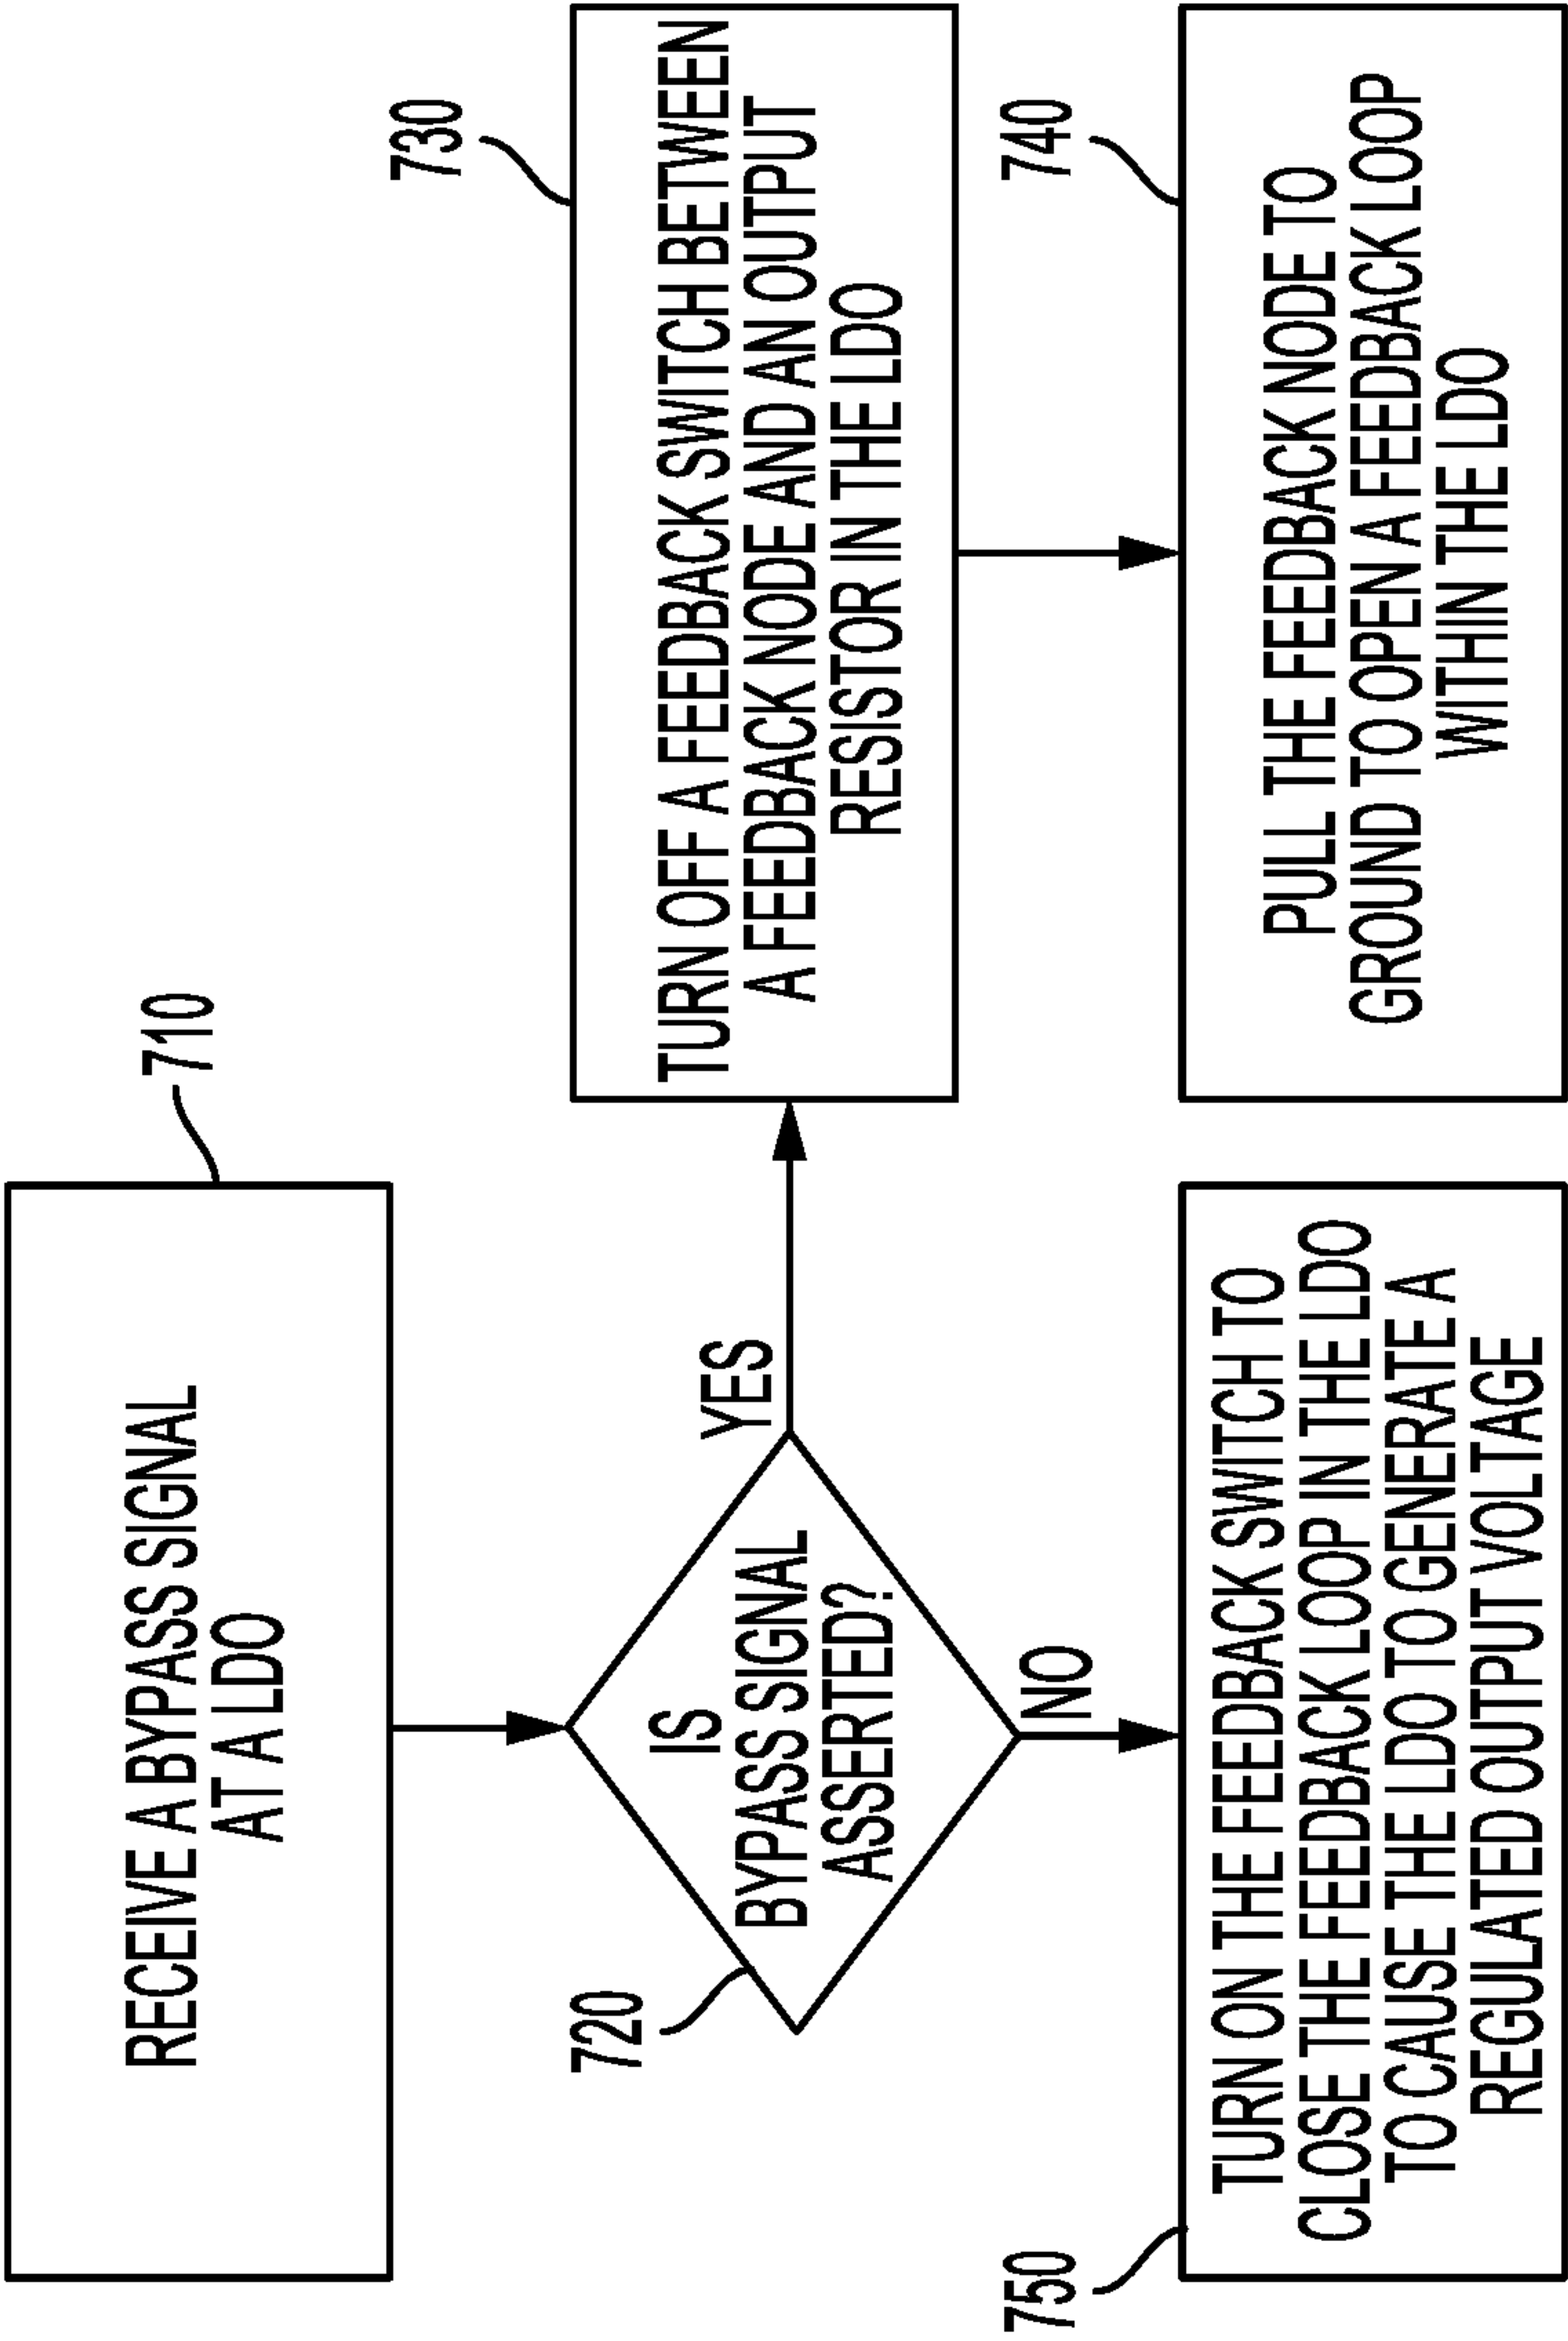 710
RECEIVE A BYPASS SIGNAL
AT A LDO
720
IS
BYPASS SIGNAL
ASSERTED?
YES
NO
730
TURN OFF A FEEDBACK SWITCH BETWEEN
A FEEDBACK NODE AND AN OUTPUT
RESISTOR IN THE LDO
740
PULL THE FEEDBACK NODE TO
GROUND TO OPEN A FEEDBACK LOOP
WITHIN THE LDO
750
TURN ON THE FEEDBACK SWITCH TO
CLOSE THE FEEDBACK LOOP IN THE LDO
TO CAUSE THE LDO TO GENERATE A
REGULATED OUTPUT VOLTAGE